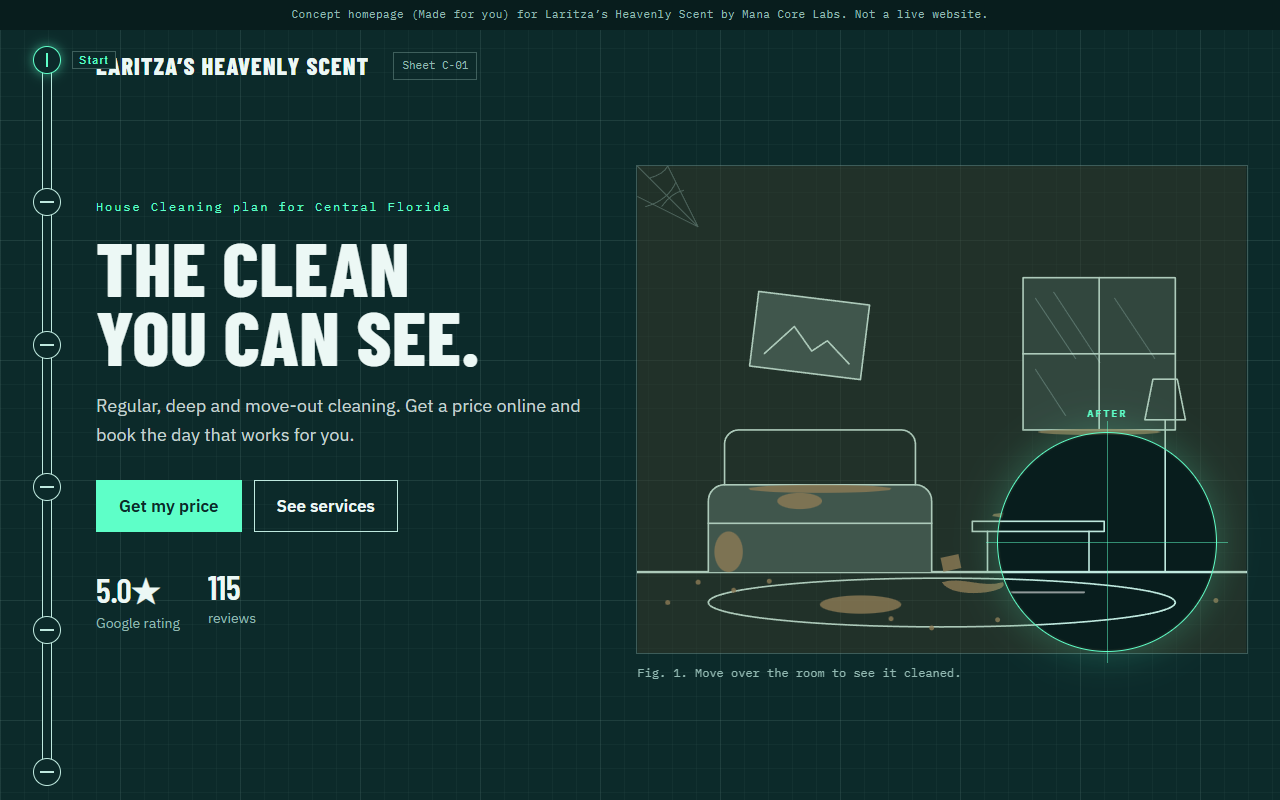 Concept homepage (Made for you) for Laritza’s Heavenly Scent by Mana Core Labs. Not a live website.
Start
LARITZA’S HEAVENLY SCENT
Sheet C-01
House Cleaning plan for Central Florida
THE CLEAN
YOU CAN SEE.
Regular, deep and move-out cleaning. Get a price online and
book the day that works for you.
Get my price
See services
5.0★
Google rating
115
reviews
AFTER
Fig. 1. Move over the room to see it cleaned.